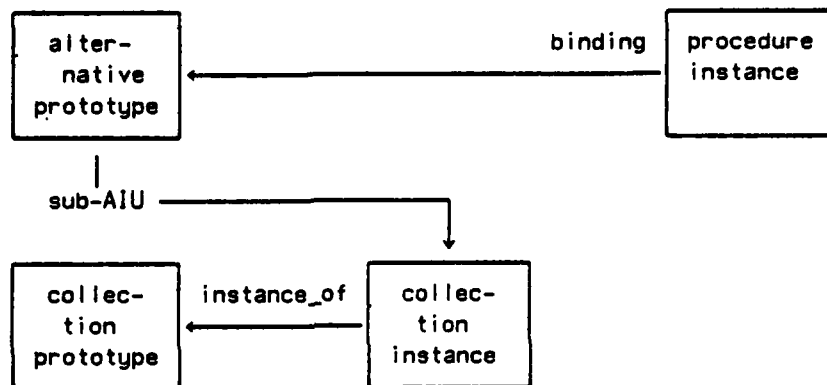 alter-
native
prototype
binding
procedure
instance
sub-AIU
collec-
tion
prototype
instance_of
collec-
tion
instance